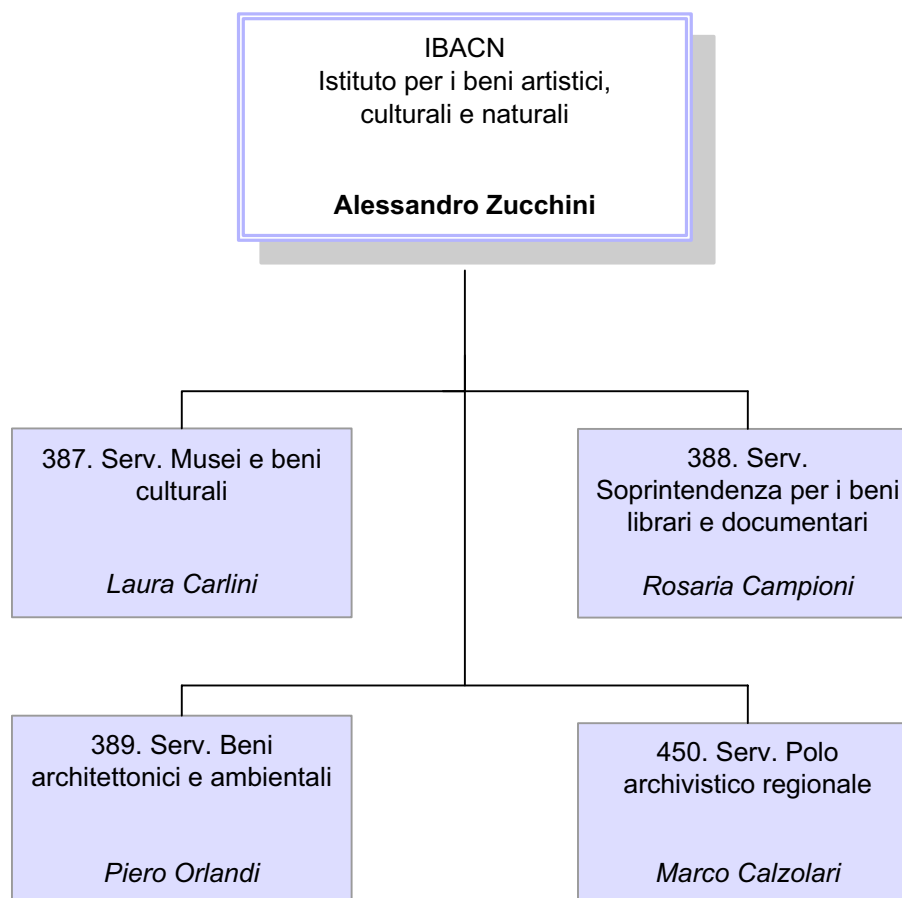 IBACN
Istituto per i beni artistici,
culturali e naturali
Alessandro Zucchini
387. Serv. Musei e beni
culturali
Laura Carlini
388. Serv.
Soprintendenza per i beni
librari e documentari
Rosaria Campioni
389. Serv. Beni
architettonici e ambientali
Piero Orlandi
450. Serv. Polo
archivistico regionale
Marco Calzolari